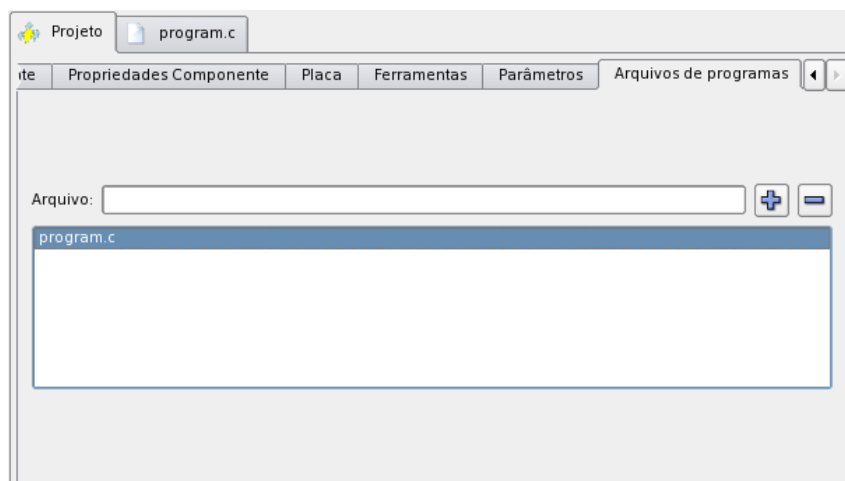 Projeto program.c
te Propriedades Componente Placa Ferramentas Parâmetros Arquivos de programas
Arquivo:
program.c